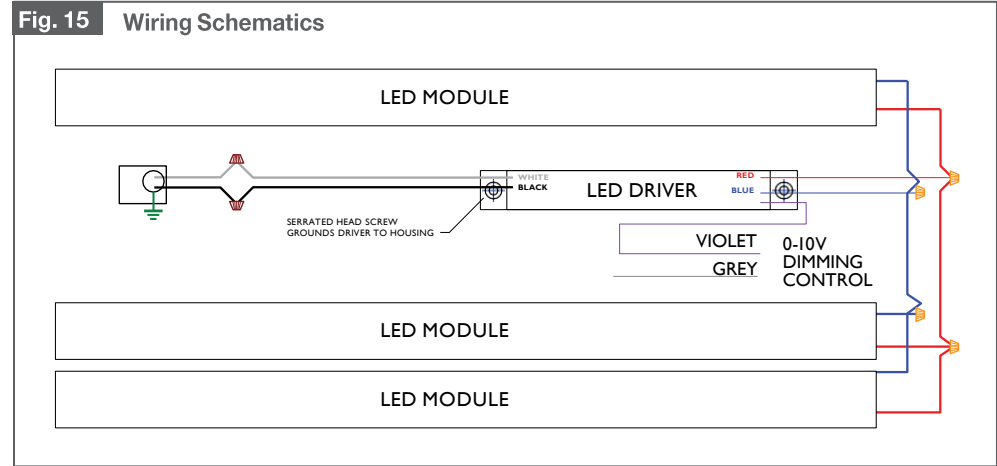 Fig. 15 Wiring Schematics
LED MODULE
WHITE
BLACK
LED DRIVER
RED
BLUE
SERRATED HEAD SCREW
GROUNDS DRIVER TO HOUSING
VIOLET
GREY
0-10V
DIMMING
CONTROL
LED MODULE
LED MODULE